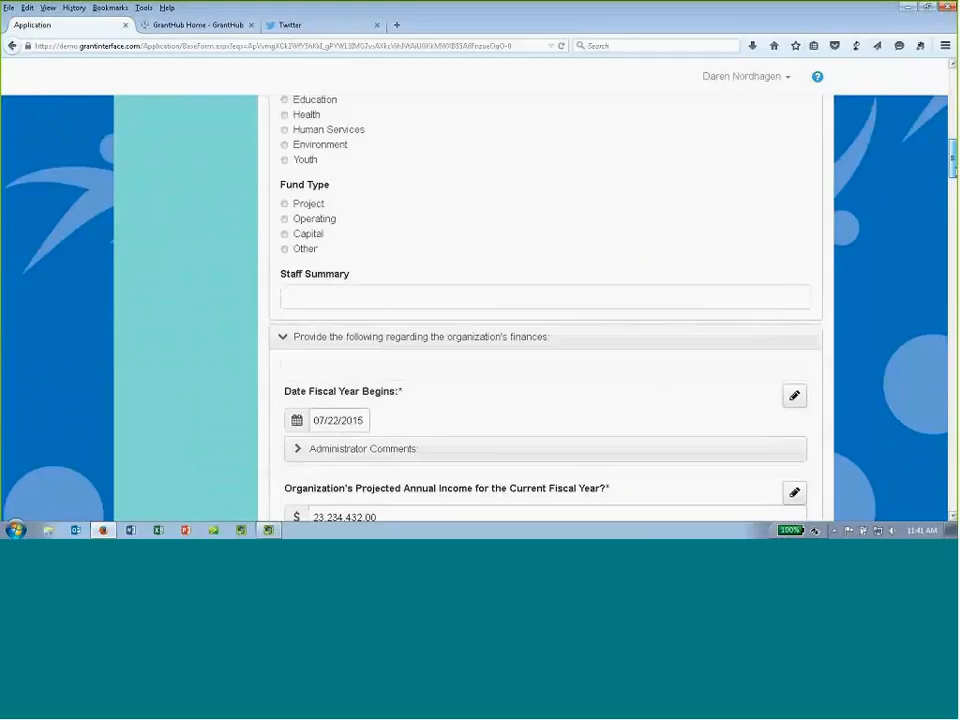 File Edit View History Bookmarks Tools Help
Application GrantHub Home - GrantHub Twitter
Search
Daren Nordhagen
Education
Health
Human Services
Environment
Youth
Fund Type
Project
Operating
Capital
Other
Staff Summary
Provide the following regarding the organization's finances:
Date Fiscal Year Begins:*
07/22/2015
Administrator Comments:
Organization's Projected Annual Income for the Current Fiscal Year?*
$ 23,234,432.00
100% 11:41 AM